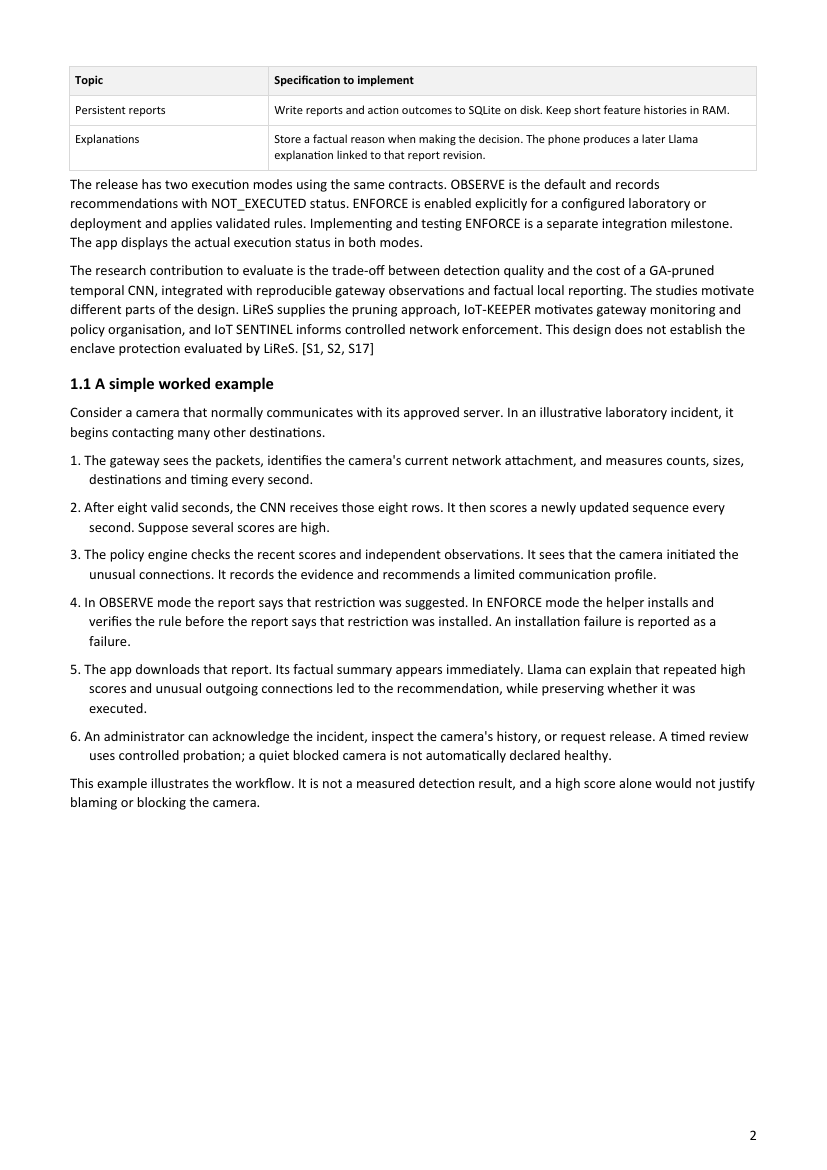 Topic Specification to implement
Persistent reports Write reports and action outcomes to SQLite on disk. Keep short feature histories in RAM.
Explanations Store a factual reason when making the decision. The phone produces a later Llama
explanation linked to that report revision.
The release has two execution modes using the same contracts. OBSERVE is the default and records
recommendations with NOT_EXECUTED status. ENFORCE is enabled explicitly for a configured laboratory or
deployment and applies validated rules. Implementing and testing ENFORCE is a separate integration milestone.
The app displays the actual execution status in both modes.
The research contribution to evaluate is the trade-off between detection quality and the cost of a GA-pruned
temporal CNN, integrated with reproducible gateway observations and factual local reporting. The studies motivate
different parts of the design. LiReS supplies the pruning approach, IoT-KEEPER motivates gateway monitoring and
policy organisation, and IoT SENTINEL informs controlled network enforcement. This design does not establish the
enclave protection evaluated by LiReS. [S1, S2, S17]
1.1 A simple worked example
Consider a camera that normally communicates with its approved server. In an illustrative laboratory incident, it
begins contacting many other destinations.
1. The gateway sees the packets, identifies the camera's current network attachment, and measures counts, sizes,
destinations and timing every second.
2. After eight valid seconds, the CNN receives those eight rows. It then scores a newly updated sequence every
second. Suppose several scores are high.
3. The policy engine checks the recent scores and independent observations. It sees that the camera initiated the
unusual connections. It records the evidence and recommends a limited communication profile.
4. In OBSERVE mode the report says that restriction was suggested. In ENFORCE mode the helper installs and
verifies the rule before the report says that restriction was installed. An installation failure is reported as a
failure.
5. The app downloads that report. Its factual summary appears immediately. Llama can explain that repeated high
scores and unusual outgoing connections led to the recommendation, while preserving whether it was
executed.
6. An administrator can acknowledge the incident, inspect the camera's history, or request release. A timed review
uses controlled probation; a quiet blocked camera is not automatically declared healthy.
This example illustrates the workflow. It is not a measured detection result, and a high score alone would not justify
blaming or blocking the camera.
2